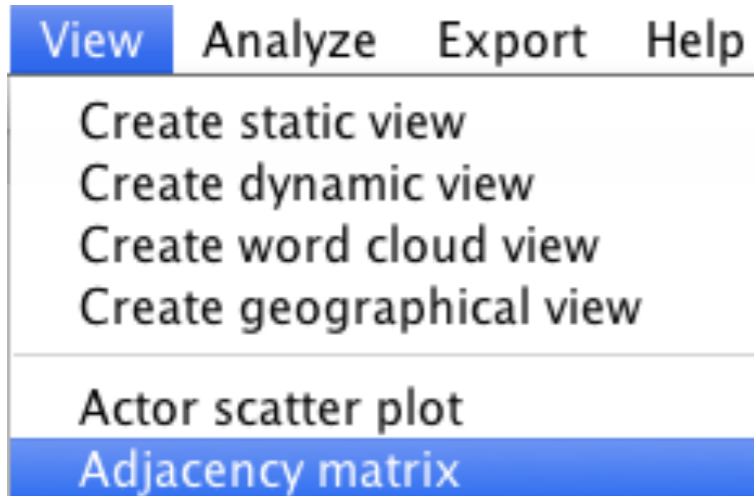 View Analyze Export Help
Create static view
Create dynamic view
Create word cloud view
Create geographical view
Actor scatter plot
Adjacency matrix